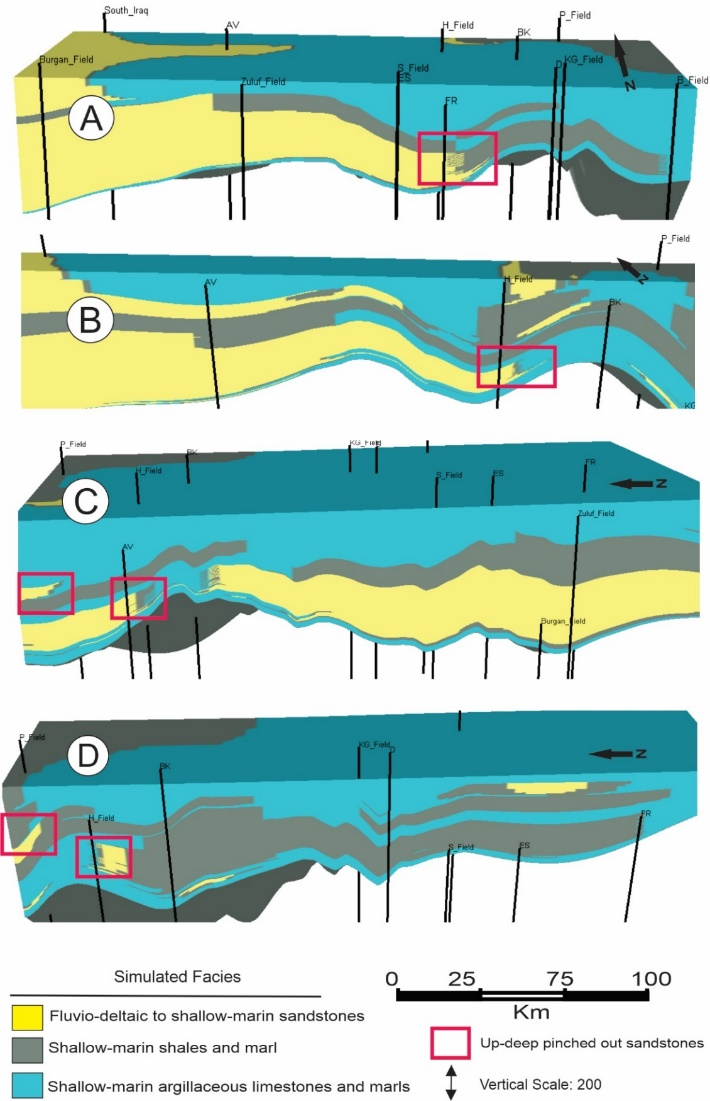 South_Iraq
AV
H_Field
P_Field
BK
N
Burgan_Field
Zuluf_Field
S_Field
ES
D
KG_Field
B_Field
FR
A
P_Field
N
AV
H_Field
BK
B
KG
P_Field
BK
H_Field
KG_Field
S_Field
ES
FR
N
C
AV
Zuluf_Field
Burgan_Field
P_Field
D
BK
KG_Field
D
N
H_Field
S_Field
ES
FR
Simulated Facies
Fluvio-deltaic to shallow-marin sandstones
Shallow-marin shales and marl
Shallow-marin argillaceous limestones and marls
0 25 75 100
Km
Up-deep pinched out sandstones
Vertical Scale: 200